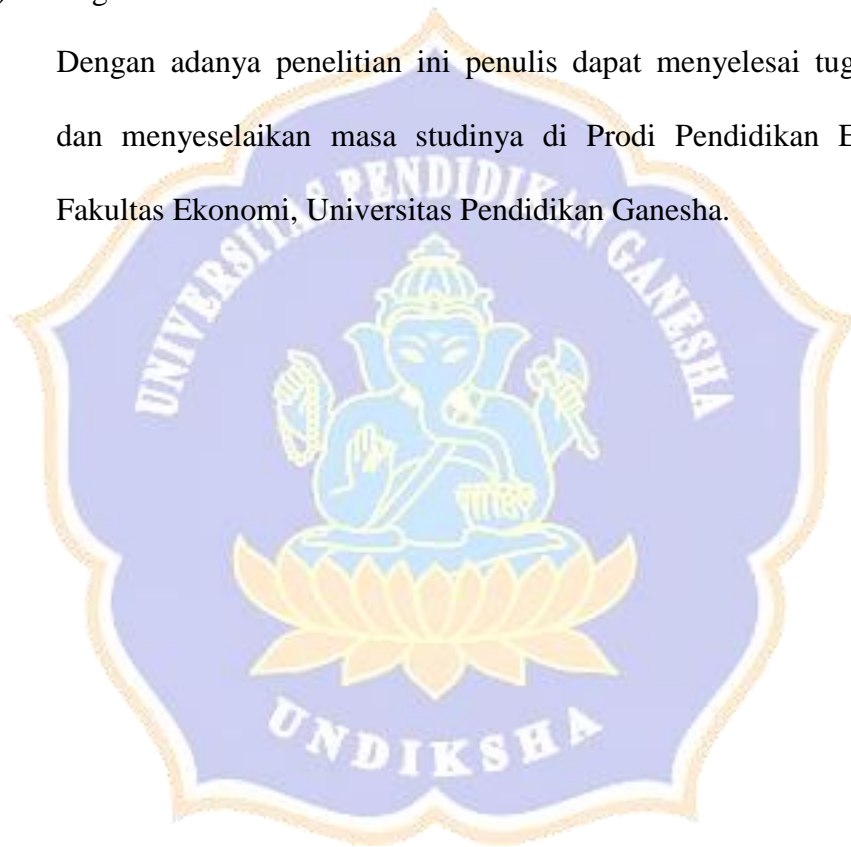 Dengan adanya penelitian ini penulis dapat menyelesai
dan menyeselaikan masa studinya di Prodi Pendidikan
Fakultas Ekonomi, Universitas Pendidikan Ganesha.
UNIVERSITAS PENDIDIKAN GANESHA
UNDIKSHA